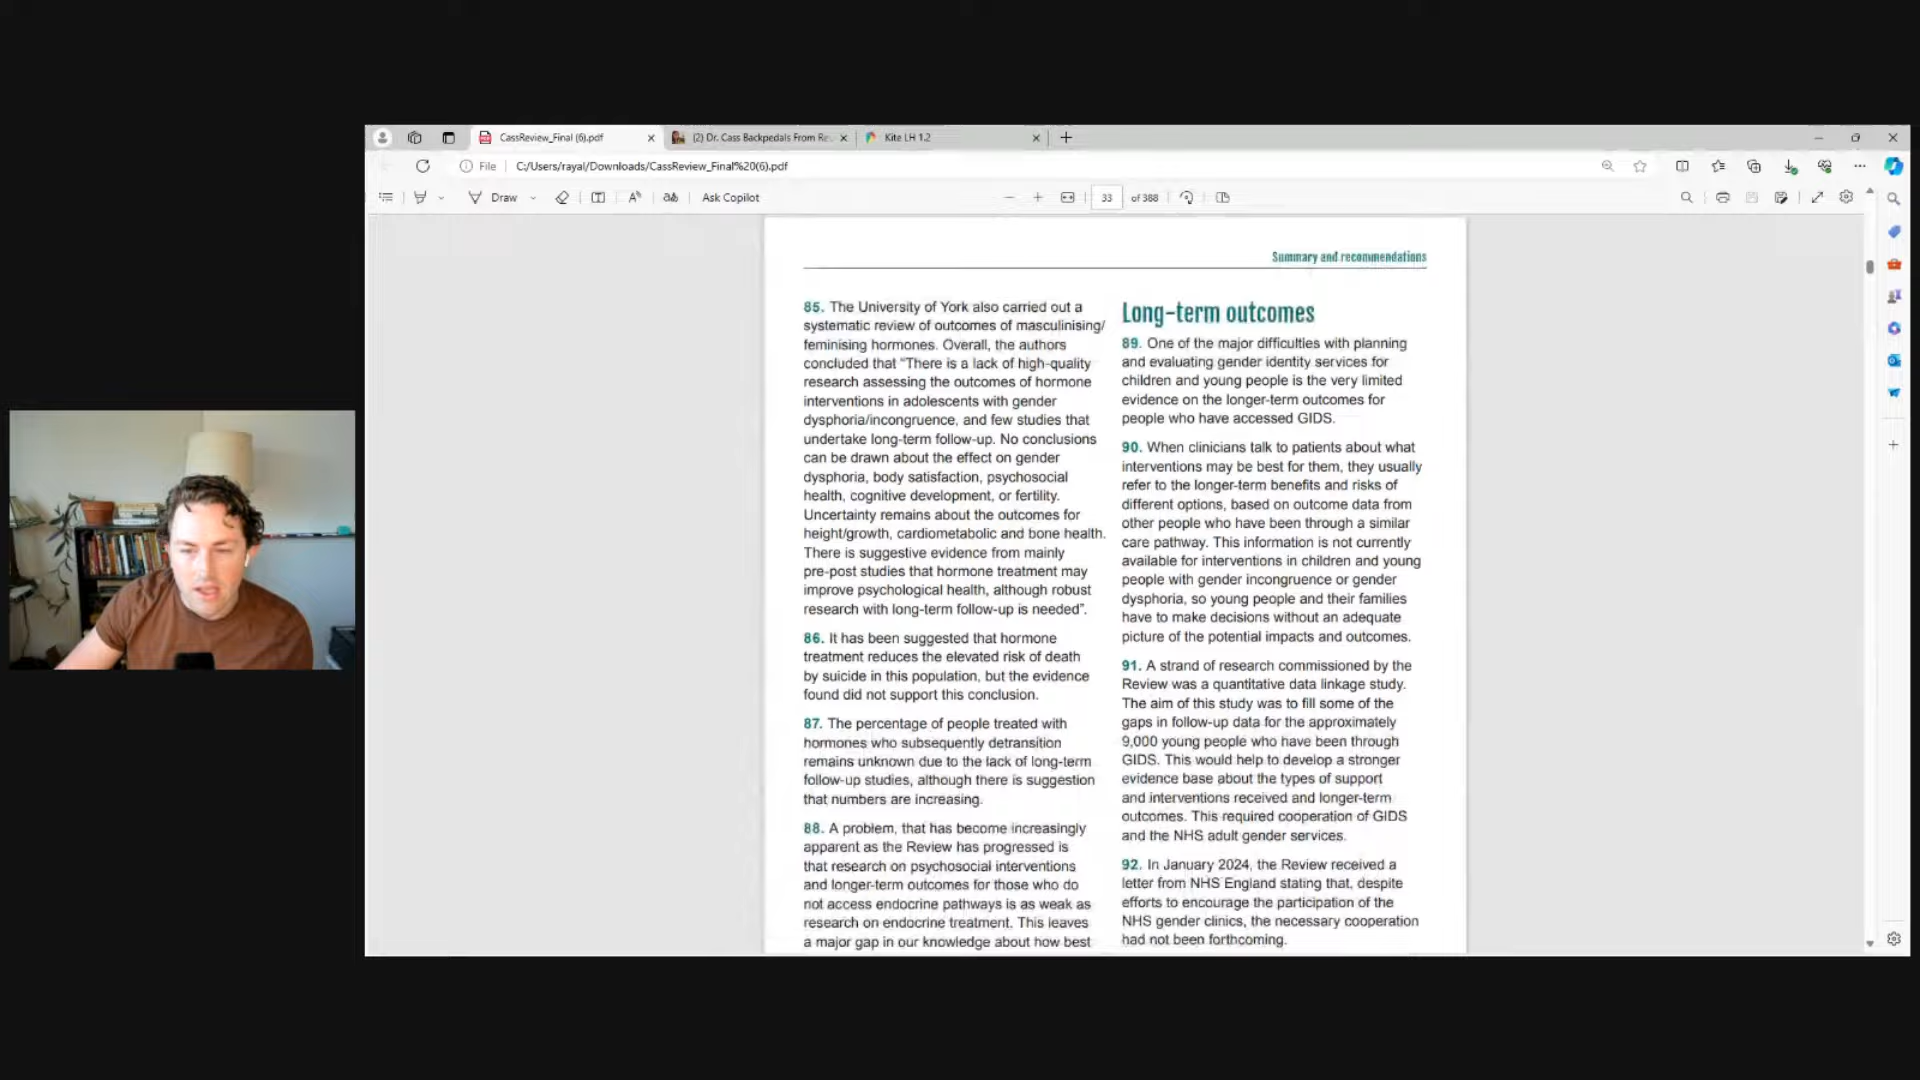 CassReview_Final (6).pdf
(2) Dr. Cass Backpedals From Re
Kite LH 1.2
File
C:/Users/rayal/Downloads/CassReview_Final%20(6).pdf
Draw
Ask Copilot
33
of 388
Summary and recommendations
85. The University of York also carried out a
systematic review of outcomes of masculinising/
feminising hormones. Overall, the authors
concluded that “There is a lack of high-quality
research assessing the outcomes of hormone
interventions in adolescents with gender
dysphoria/incongruence, and few studies that
undertake long-term follow-up. No conclusions
can be drawn about the effect on gender
dysphoria, body satisfaction, psychosocial
health, cognitive development, or fertility.
Uncertainty remains about the outcomes for
height/growth, cardiometabolic and bone health.
There is suggestive evidence from mainly
pre-post studies that hormone treatment may
improve psychological health, although robust
research with long-term follow-up is needed”.
86. It has been suggested that hormone
treatment reduces the elevated risk of death
by suicide in this population, but the evidence
found did not support this conclusion.
87. The percentage of people treated with
hormones who subsequently detransition
remains unknown due to the lack of long-term
follow-up studies, although there is suggestion
that numbers are increasing.
88. A problem, that has become increasingly
apparent as the Review has progressed is
that research on psychosocial interventions
and longer-term outcomes for those who do
not access endocrine pathways is as weak as
research on endocrine treatment. This leaves
a major gap in our knowledge about how best
Long-term outcomes
89. One of the major difficulties with planning
and evaluating gender identity services for
children and young people is the very limited
evidence on the longer-term outcomes for
people who have accessed GIDS.
90. When clinicians talk to patients about what
interventions may be best for them, they usually
refer to the longer-term benefits and risks of
different options, based on outcome data from
other people who have been through a similar
care pathway. This information is not currently
available for interventions in children and young
people with gender incongruence or gender
dysphoria, so young people and their families
have to make decisions without an adequate
picture of the potential impacts and outcomes.
91. A strand of research commissioned by the
Review was a quantitative data linkage study.
The aim of this study was to fill some of the
gaps in follow-up data for the approximately
9,000 young people who have been through
GIDS. This would help to develop a stronger
evidence base about the types of support
and interventions received and longer-term
outcomes. This required cooperation of GIDS
and the NHS adult gender services.
92. In January 2024, the Review received a
letter from NHS England stating that, despite
efforts to encourage the participation of the
NHS gender clinics, the necessary cooperation
had not been forthcoming.